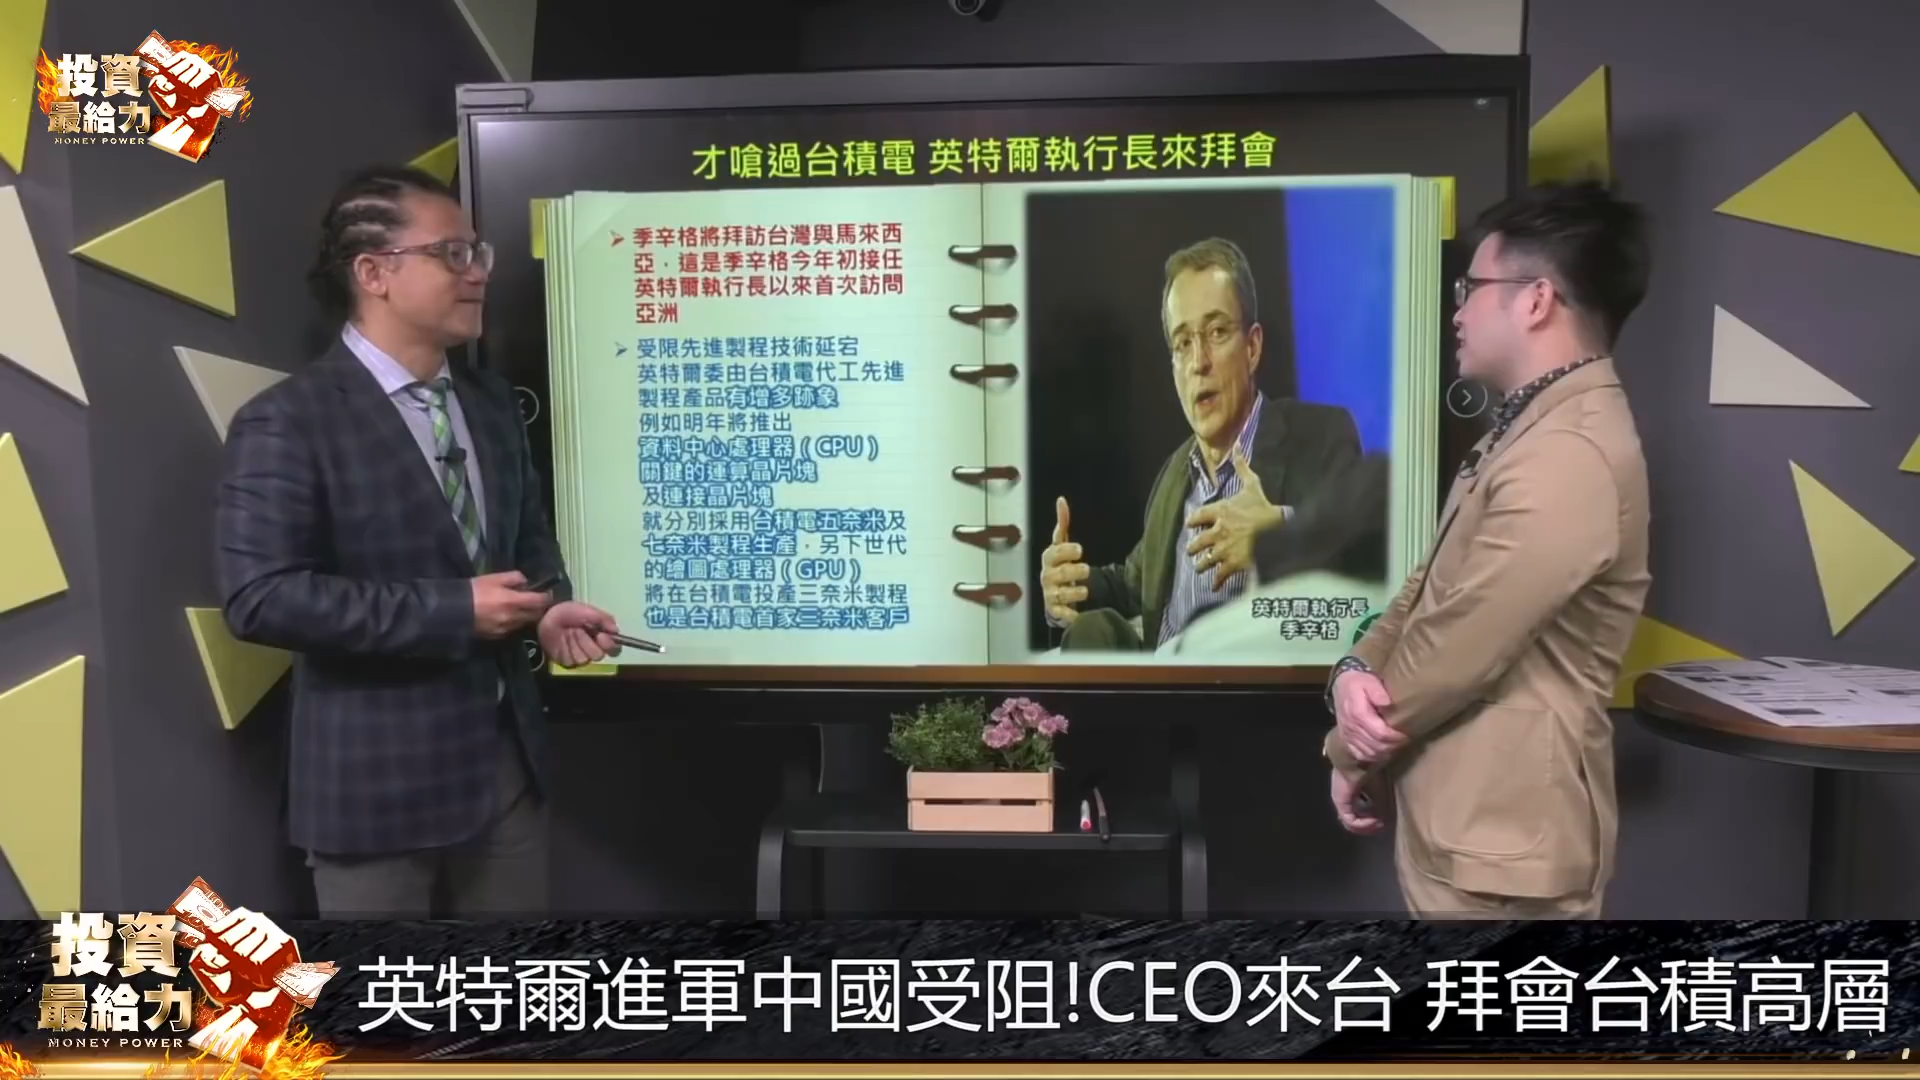 投資
最給力
MONEY POWER
才嗆過台積電 英特爾執行長來拜會
季辛格將拜訪台灣與馬來西
亞，這是季辛格今年初接任
英特爾執行長以來首次訪問
亞洲
受限先進製程技術延宕
英特爾委由台積電代工先進
製程產品有增多跡象
例如明年將推出
資料中心處理器（CPU）
關鍵的運算晶片塊
及連接晶片塊
就分別採用台積電五奈米及
七奈米製程生產，另下世代
的繪圖處理器（GPU）
將在台積電投產三奈米製程
也是台積電首家三奈米客戶
英特爾執行長
季辛格
投資
最給力
MONEY POWER
英特爾進軍中國受阻!CEO來台 拜會台積高層